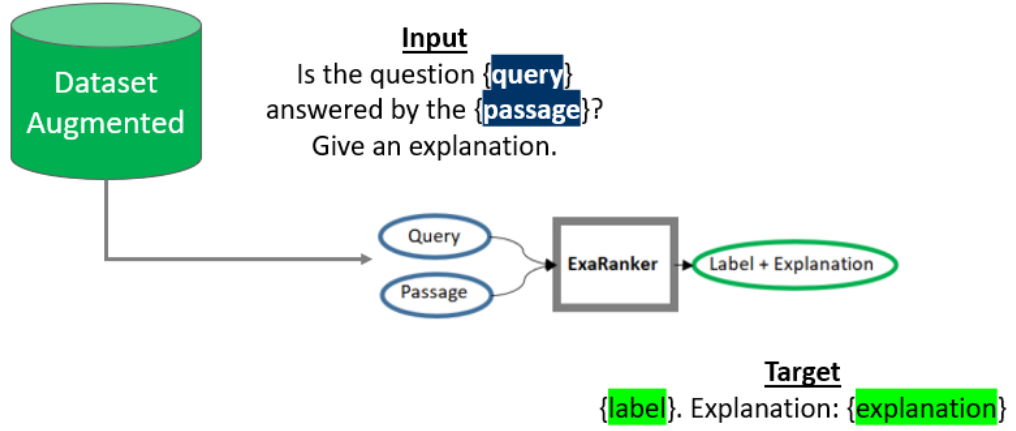 Dataset
Augmented
Input
Is the question {query}
answered by the {passage}?
Give an explanation.
Query
Passage
ExaRanker
Label + Explanation
Target
{label}. Explanation: {explanation}